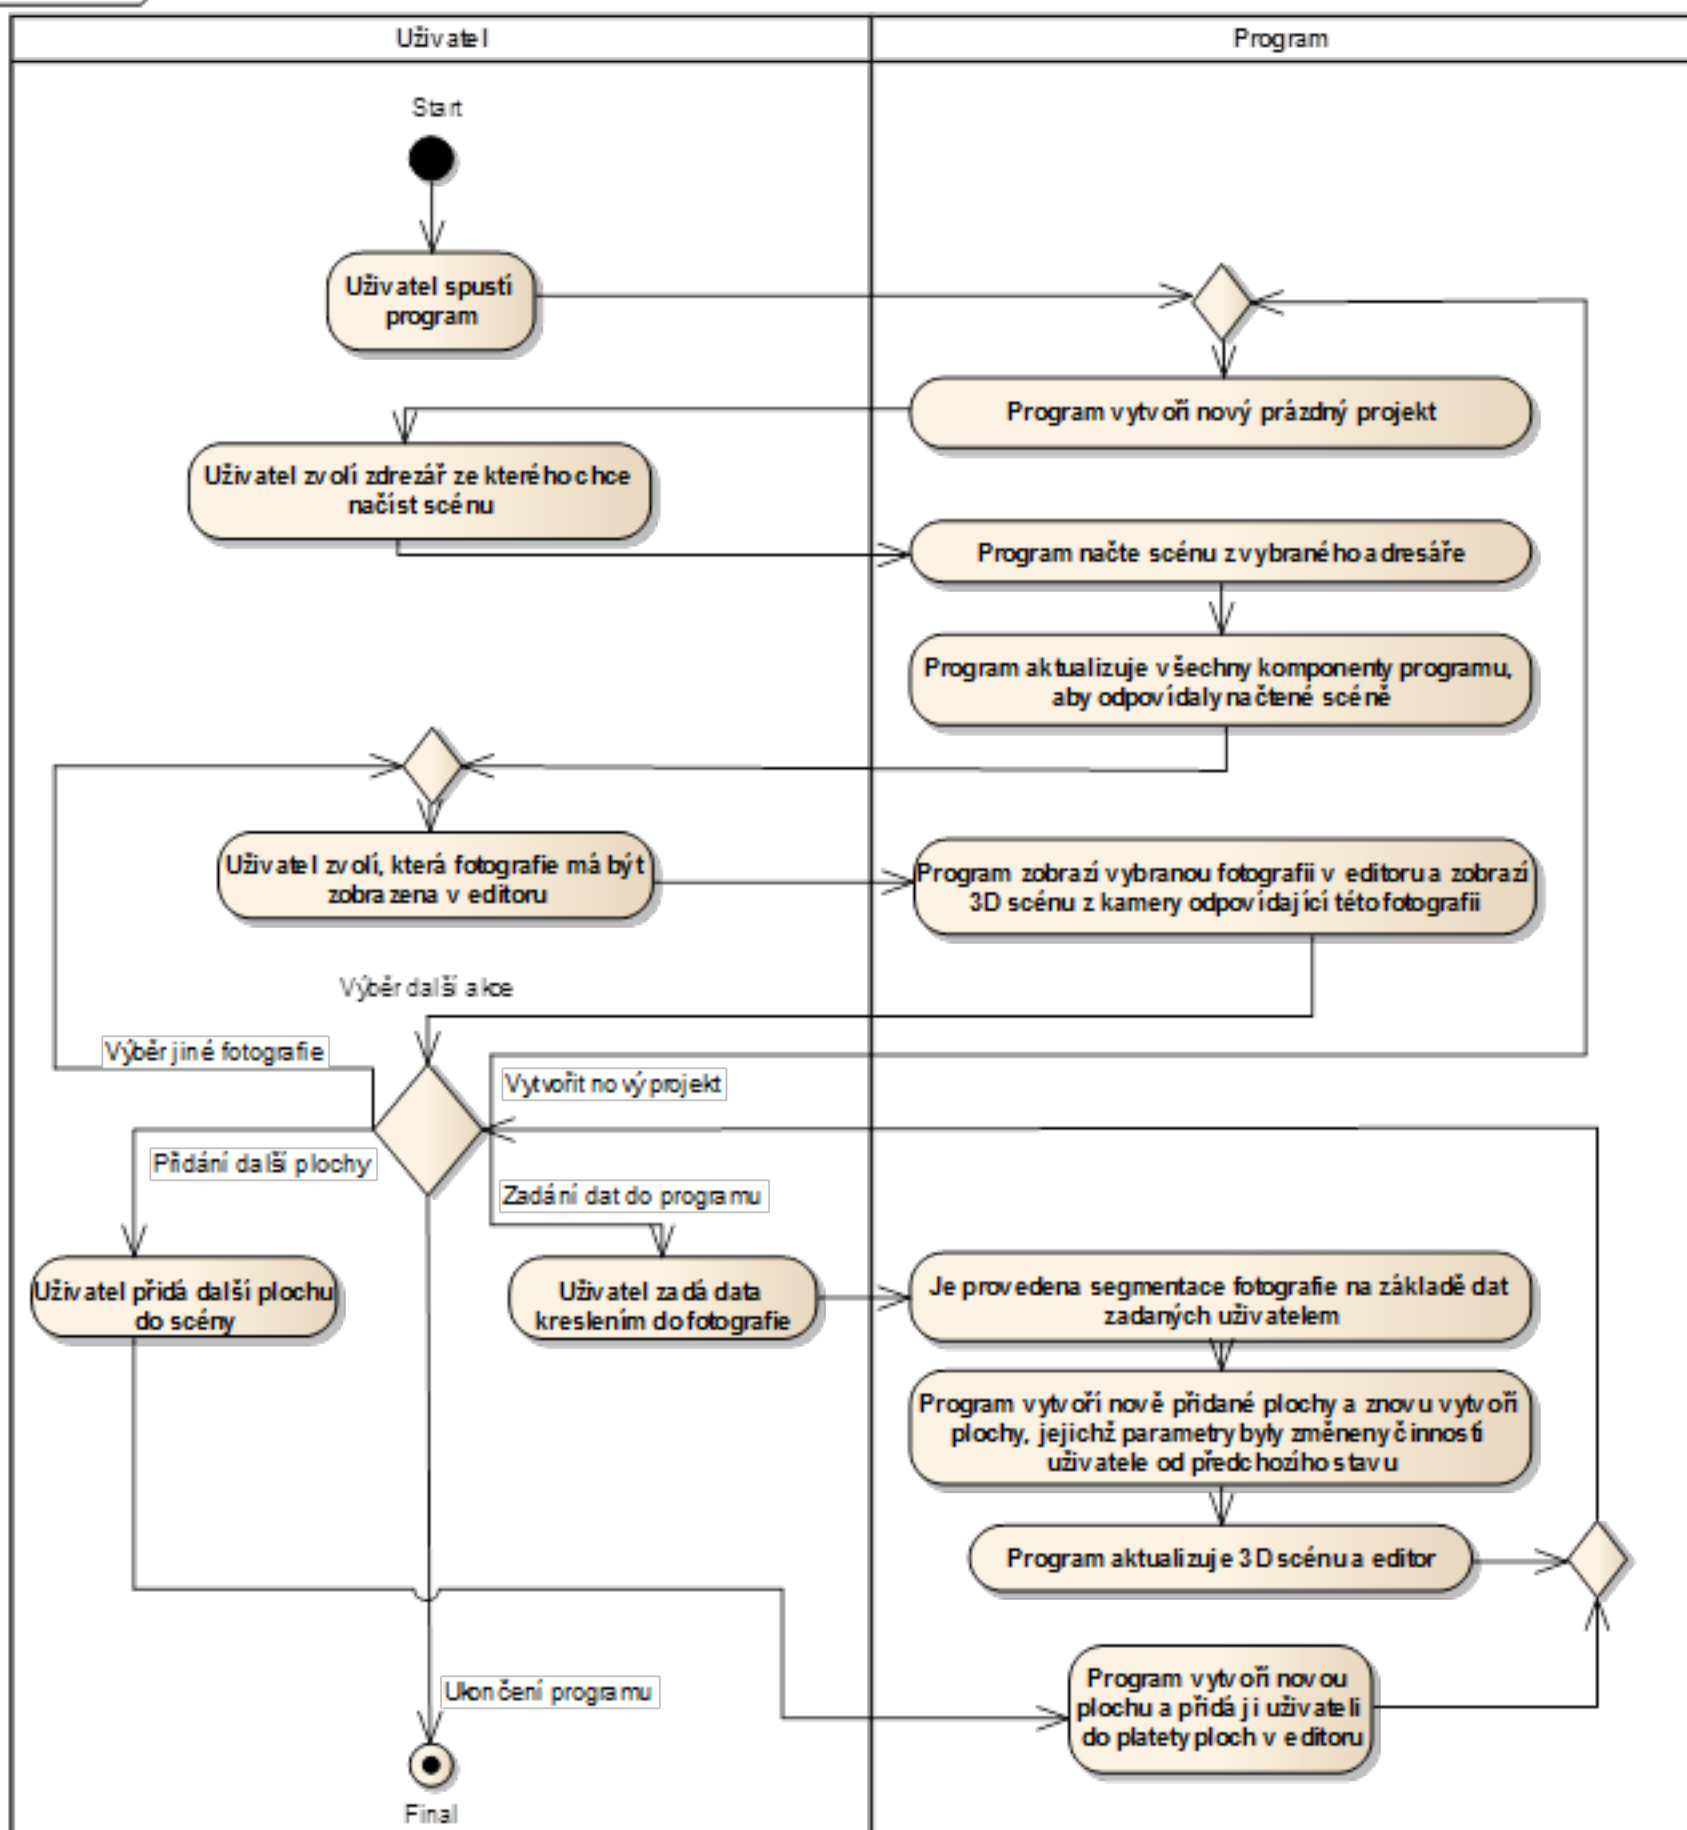 Uživatel
Program
Start
Uživatel spustí
program
Program vytvoří nový prázdný projekt
Uživatel zvolí zdrezář ze kterého chce
načíst scénu
Program načte scénu z vybraného adresáře
Program aktualizuje všechny komponenty programu,
aby odpovídaly načtené scéně
Uživatel zvolí, která fotografie má být
zobrazena v editoru
Program zobrazí vybranou fotografii v editoru a zobrazí
3D scénu z kamery odpovídající této fotografii
Výběr další akce
Výběr jiné fotografie
Vytvořit nový projekt
Přidání další plochy
Zadání dat do programu
Uživatel přidá další plochu
do scény
Uživatel zadá data
kreslením do fotografie
Je provedena segmentace fotografie na základě dat
zadaných uživatelem
Program vytvoří nově přidané plochy a znovu vytvoří
plochy, jejichž parametry byly změneny činností
uživatele od předchozího stavu
Program aktualizuje 3D scénu a editor
Ukončení programu
Program vytvoří novou
plochu a přidá ji uživateli
do platety ploch v editoru
Final